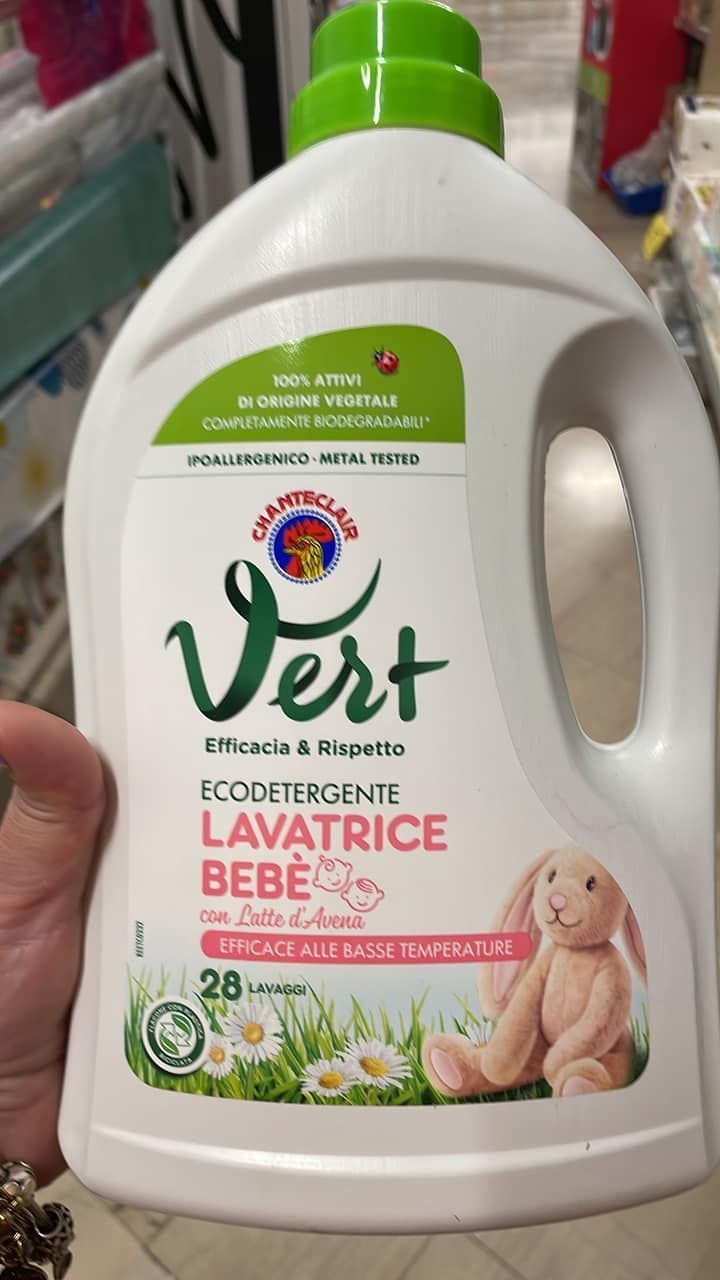 100% ATTIVI
DI ORIGINE VEGETALE
COMPLETAMENTE BIODEGRADABILI*
IPOALLERGENICO · METAL TESTED
CHANTECLAIR
Vert
Efficacia & Rispetto
ECODETERGENTE
LAVATRICE
BEBÈ
con Latte d'Avena
EFFICACE ALLE BASSE TEMPERATURE
28 LAVAGGI
RICICLATA